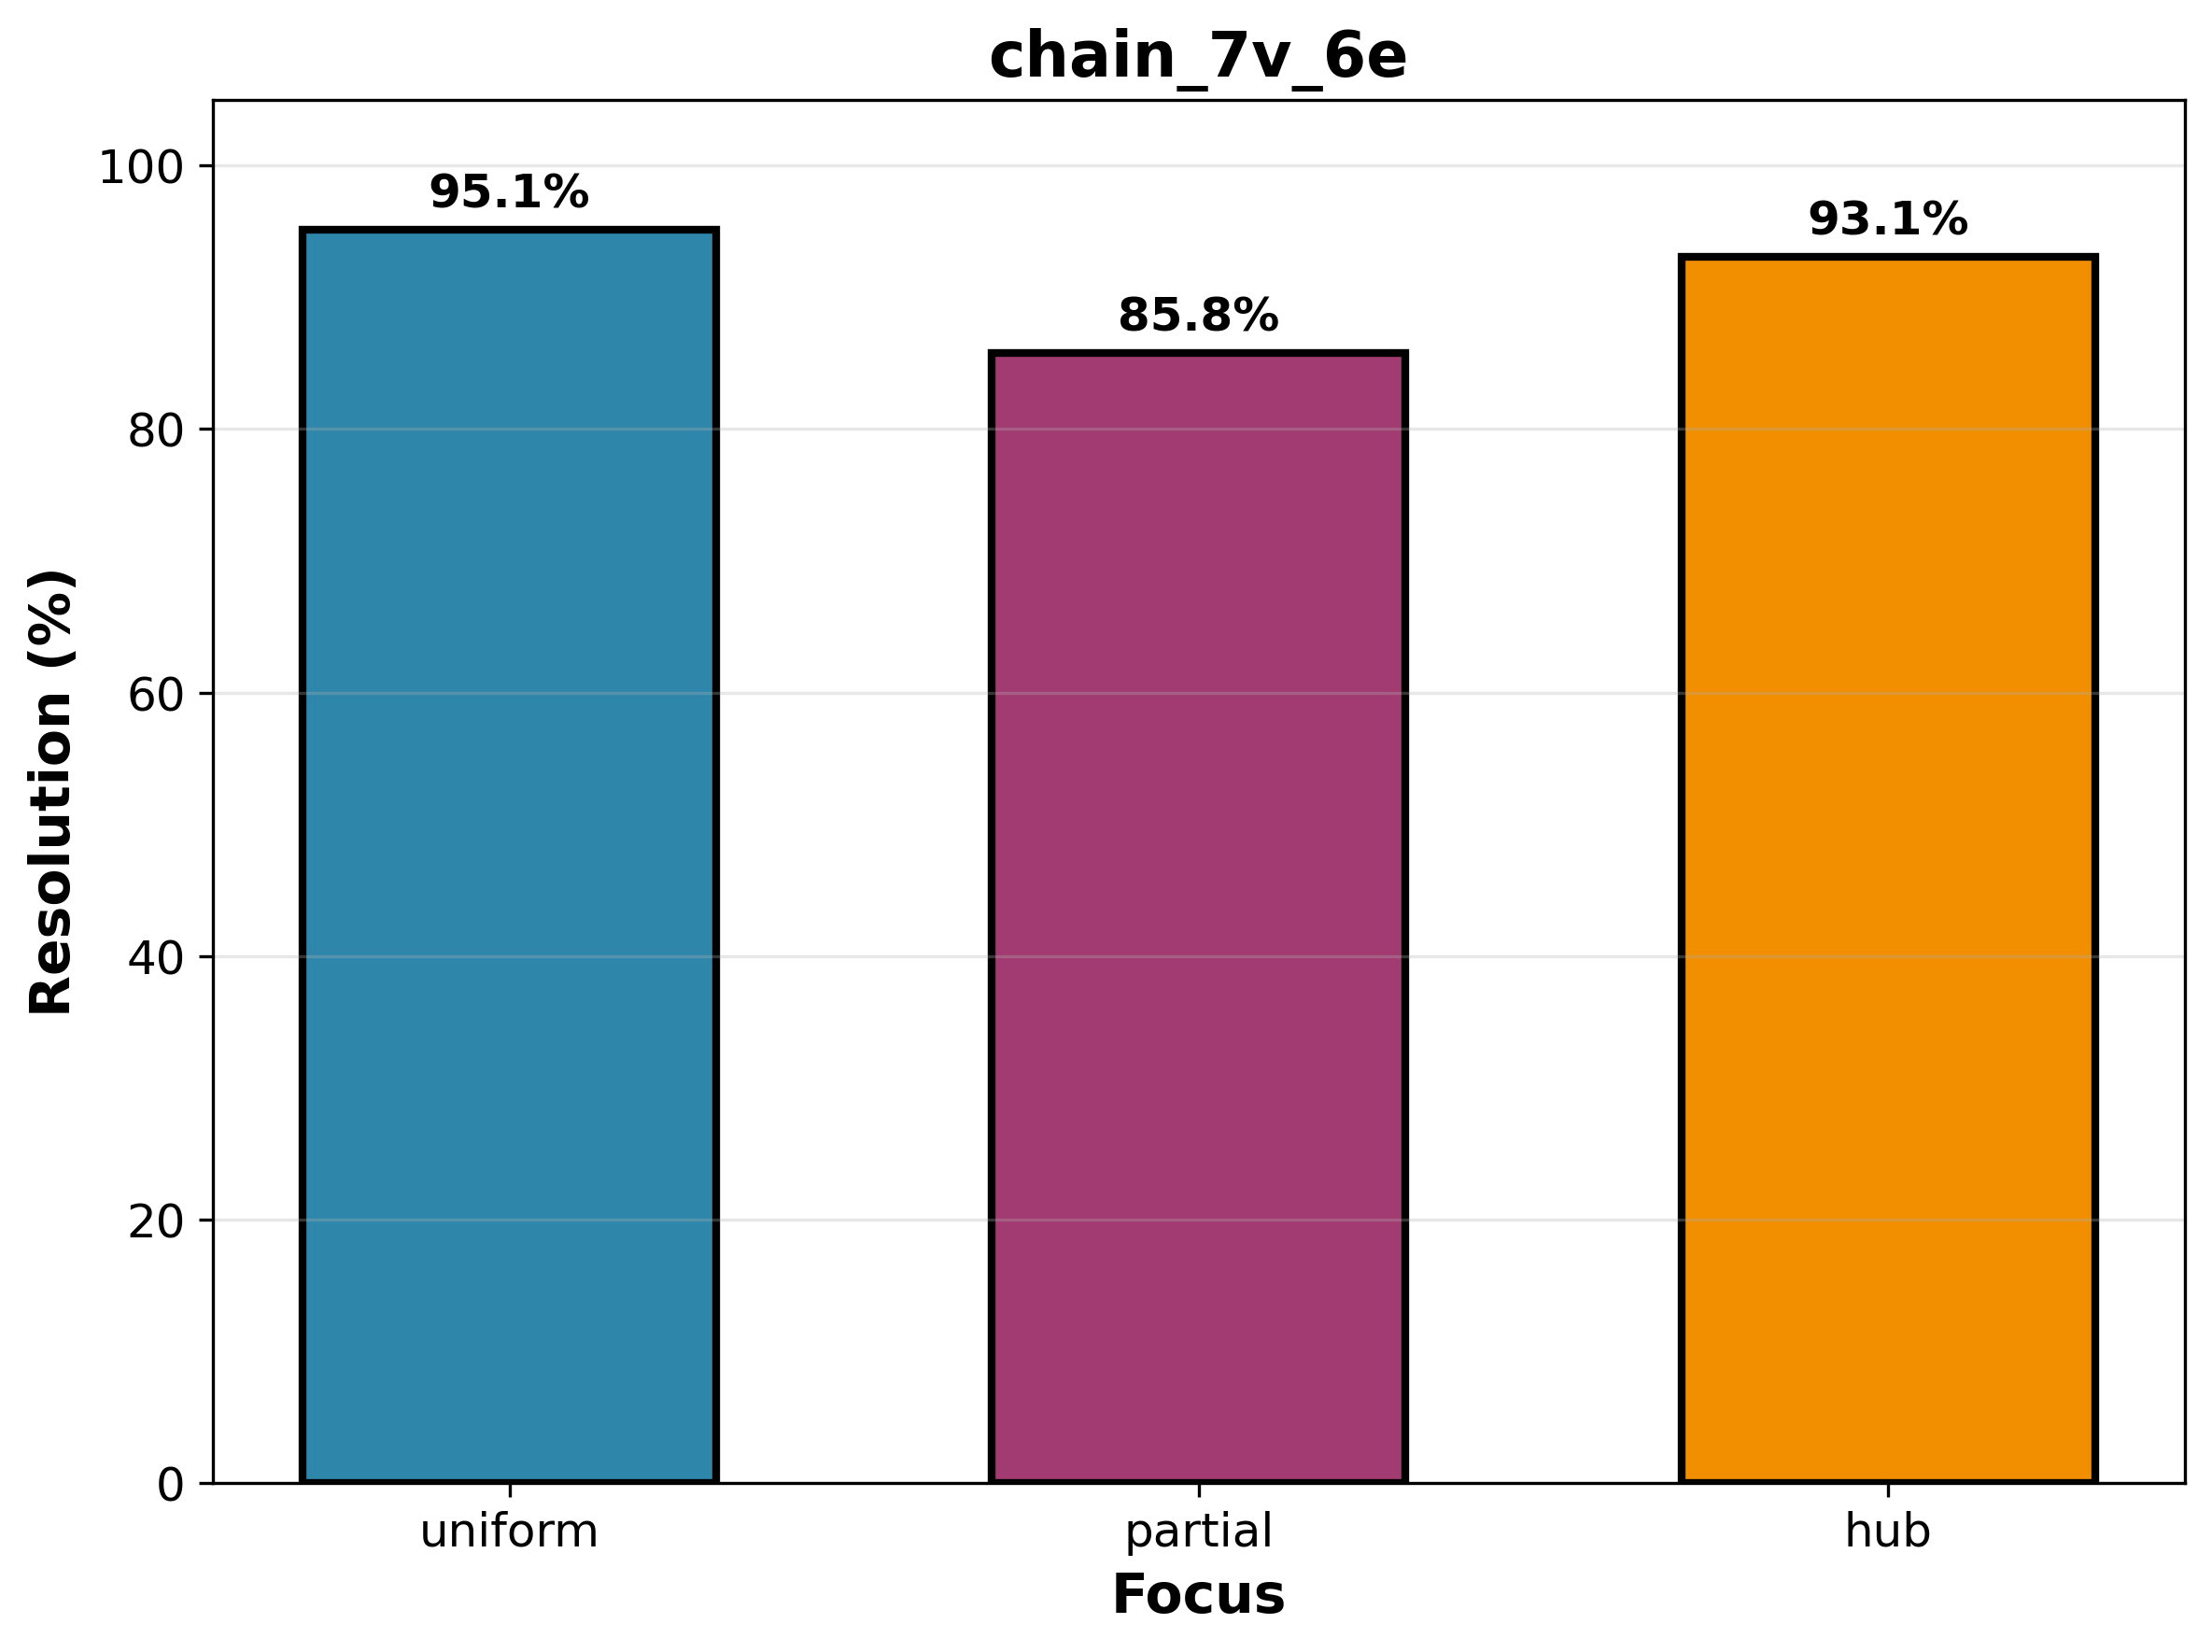 chain_7v_6e
Resolution (%)
100
80
60
40
20
0
95.1%
85.8%
93.1%
uniform
partial
hub
Focus